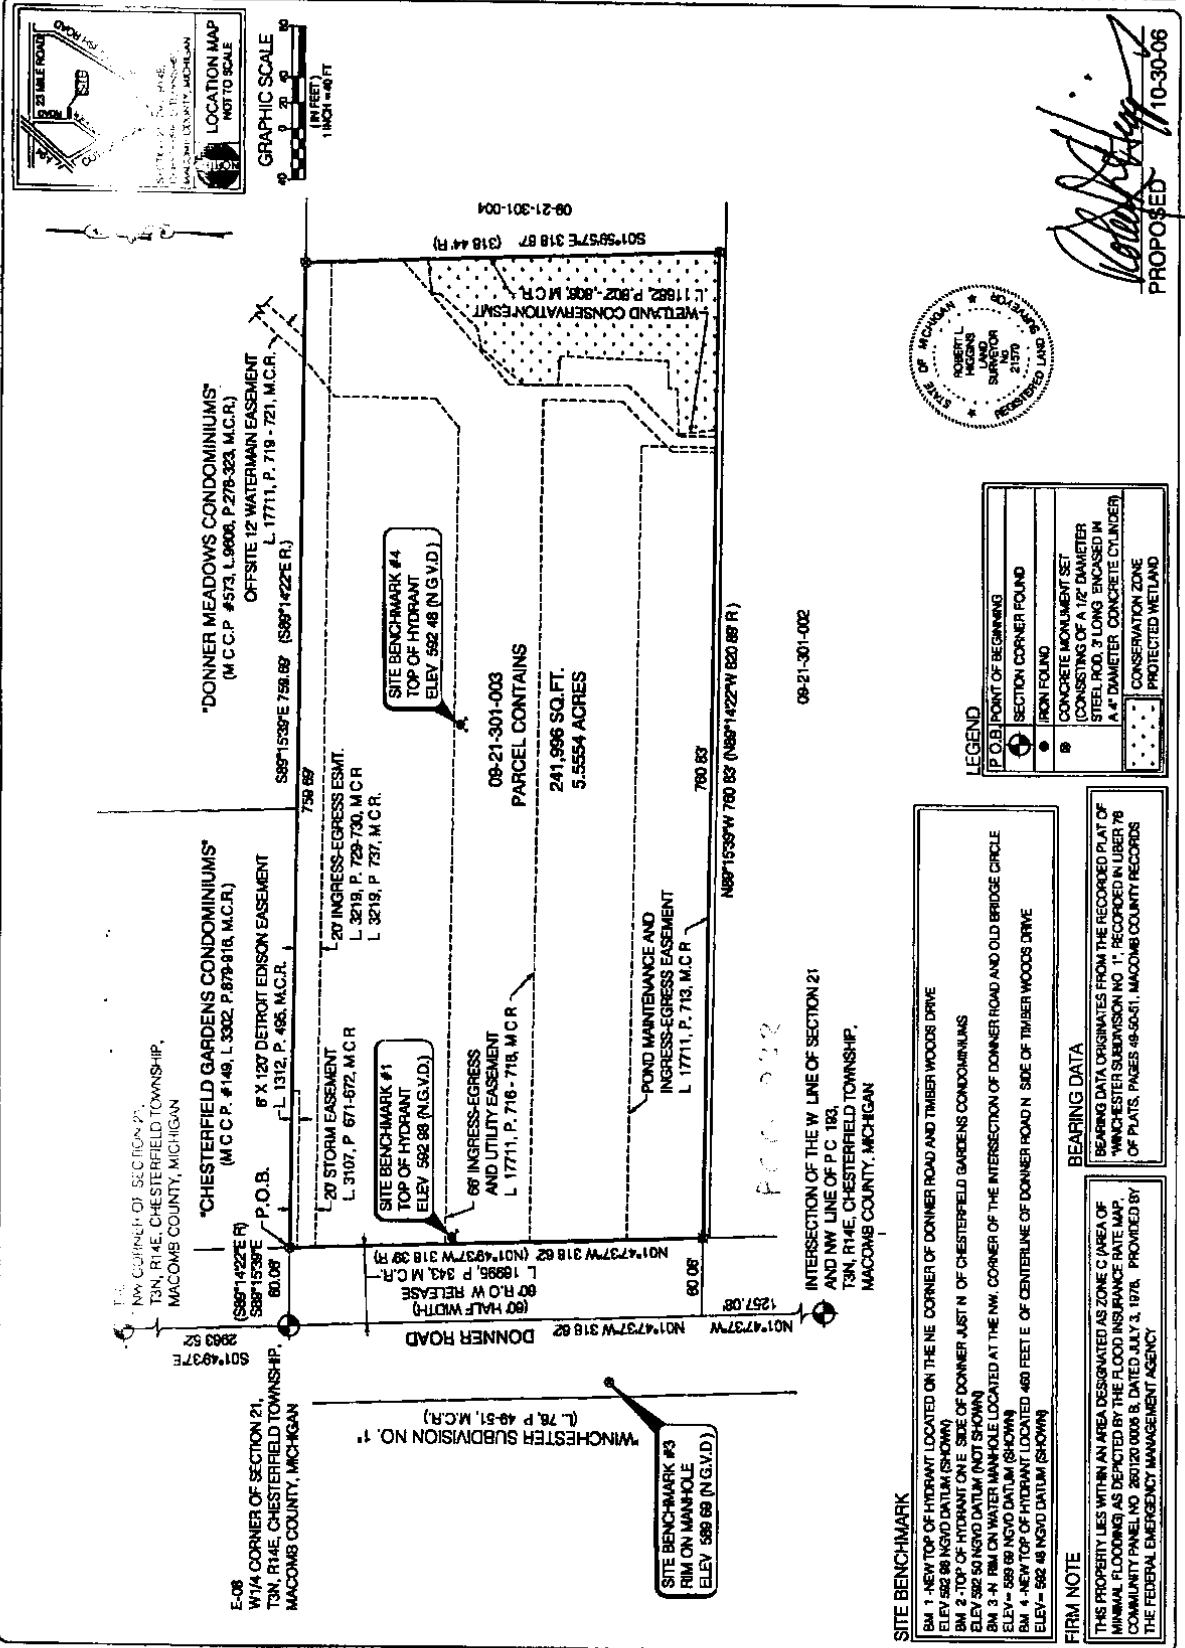 23 MILE ROAD
ROAD
SITE
MACOMB COUNTY, MICHIGAN
NORTH
LOCATION MAP
NOT TO SCALE
GRAPHIC SCALE
40 0 20 40 80
( IN FEET )
1 INCH = 40 FT
NW CORNER OF SECTION 21,
T3N, R14E, CHESTERFIELD TOWNSHIP,
MACOMB COUNTY, MICHIGAN
"CHESTERFIELD GARDENS CONDOMINIUMS"
(M C C P. #149, L 3302, P.879-916, M.C.R.)
6' X 120' DETROIT EDISON EASEMENT
L 1312, P. 495, M.C.R.
"DONNER MEADOWS CONDOMINIUMS"
(M C C.P #573, L.9606, P.278-323, M.C.R.)
OFFSITE 12' WATERMAIN EASEMENT
L. 17711, P. 719 - 721, M.C.R.
S89°15'39"E 759.69' (S89°14'22"E R.)
759 69'
(S89°14'22"E R)
S89°15'39"E
60.06'
P.O.B.
S01°49'37"E
2663 52'
E-08
W1/4 CORNER OF SECTION 21,
T3N, R14E, CHESTERFIELD TOWNSHIP,
MACOMB COUNTY, MICHIGAN
20' STORM EASEMENT
L. 3107, P 671-672, M C R
20' INGRESS-EGRESS ESMT.
L 3219, P. 729-730, M C R
L 3219, P 737, M C R.
SITE BENCHMARK #1
TOP OF HYDRANT
ELEV 592 98 (N.G.V.D.)
SITE BENCHMARK #4
TOP OF HYDRANT
ELEV 592 48 (N G V.D )
66' INGRESS-EGRESS
AND UTILITY EASEMENT
L 17711, P. 716 - 718, M C R
09-21-301-003
PARCEL CONTAINS
241,996 SQ.FT.
5.5554 ACRES
WETLAND CONSERVATION ESMT
L. 11682, P.802-806, M C R
S01°59'57"E 318 87' (318 44' R)
09-21-301-004
POND MAINTENANCE AND
INGRESS-EGRESS EASEMENT
L 17711, P. 713, M.C R
760 83'
N89°15'39"W 760 83' (N89°14'22"W 820 89' R )
09-21-301-002
N01°47'37"W 318 62' (N01°49'37"W 318 39' R)
L 18995, P 343, M C.R.
60' R.O W RELEASE
(60' HALF WIDTH)
DONNER ROAD
N01°47'37"W 318 62'
60 06'
N01°47'37"W
1257.08'
"WINCHESTER SUBDIVISION NO. 1"
(L. 76, P 49-51, M.C.R.)
SITE BENCHMARK #3
RIM ON MANHOLE
ELEV 589 69 (N G.V.D )
INTERSECTION OF THE W LINE OF SECTION 21
AND NW LINE OF P C 193,
T3N, R14E, CHESTERFIELD TOWNSHIP,
MACOMB COUNTY, MICHIGAN
STATE OF MICHIGAN
ROBERT L.
HIGGINS
LAND
SURVEYOR
No
21570
REGISTERED LAND SURVEYOR
PROPOSED
10-30-06
LEGEND
P O.B. POINT OF BEGINNING
SECTION CORNER FOUND
IRON FOUND
CONCRETE MONUMENT SET
(CONSISTING OF A 1/2" DIAMETER
STEEL ROD, 3' LONG ENCASED IN
A 4" DIAMETER CONCRETE CYLINDER)
CONSERVATION ZONE
PROTECTED WETLAND
SITE BENCHMARK
BM 1 -NEW TOP OF HYDRANT LOCATED ON THE NE CORNER OF DONNER ROAD AND TIMBER WOODS DRIVE
ELEV 592 98 NGVD DATUM (SHOWN)
BM 2 -TOP OF HYDRANT ON E SIDE OF DONNER JUST N OF CHESTERFIELD GARDENS CONDOMINIUMS
ELEV 592 50 NGVD DATUM (NOT SHOWN)
BM 3 -N RIM ON WATER MANHOLE LOCATED AT THE NW. CORNER OF THE INTERSECTION OF DONNER ROAD AND OLD BRIDGE CIRCLE
ELEV= 589 69 NGVD DATUM (SHOWN)
BM 4 -NEW TOP OF HYDRANT LOCATED 460 FEET E OF CENTERLINE OF DONNER ROAD N SIDE OF TIMBER WOODS DRIVE
ELEV= 592 48 NGVD DATUM (SHOWN)
FIRM NOTE
THIS PROPERTY LIES WITHIN AN AREA DESIGNATED AS ZONE C (AREA OF
MINIMAL FLOODING) AS DEPICTED BY THE FLOOD INSURANCE RATE MAP,
COMMUNITY PANEL NO 260120 0006 B, DATED JULY 3, 1978, PROVIDED BY
THE FEDERAL EMERGENCY MANAGEMENT AGENCY
BEARING DATA
BEARING DATA ORIGINATES FROM THE RECORDED PLAT OF
"WINCHESTER SUBDIVISION NO 1", RECORDED IN LIBER 76
OF PLATS, PAGES 49-50-51, MACOMB COUNTY RECORDS